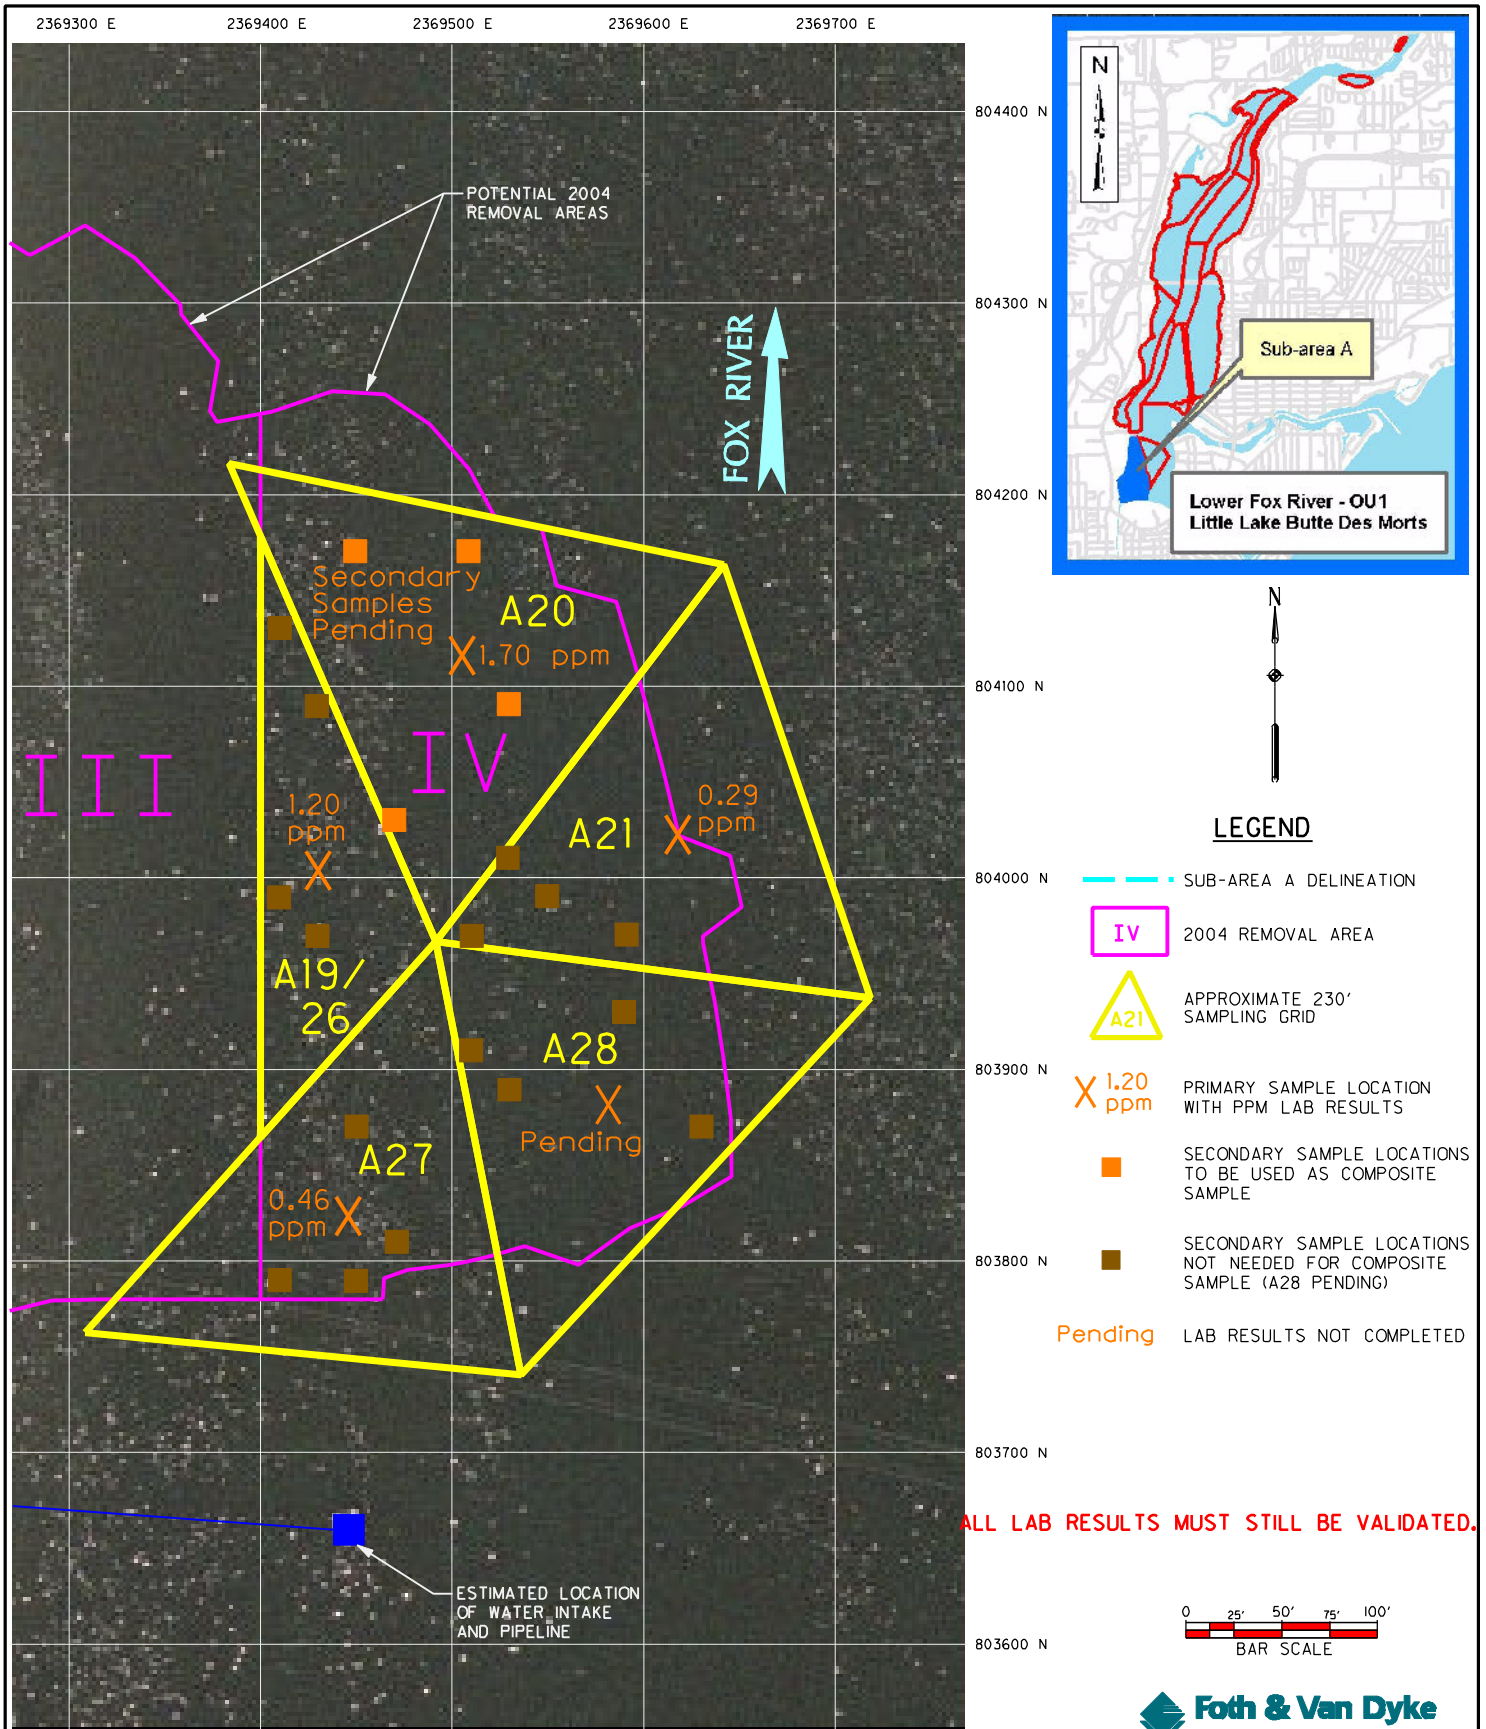 2369300 E
2369400 E
2369500 E
2369600 E
2369700 E
804400 N
804300 N
804200 N
804100 N
804000 N
803900 N
803800 N
803700 N
803600 N
POTENTIAL 2004
REMOVAL AREAS
FOX RIVER
Secondary
Samples
Pending
A20
1.70 ppm
III
IV
1.20
ppm
A21
0.29
ppm
A19/
26
A28
Pending
A27
0.46
ppm
ESTIMATED LOCATION
OF WATER INTAKE
AND PIPELINE
N
Sub-area A
Lower Fox River - OU1
Little Lake Butte Des Morts
N
LEGEND
SUB-AREA A DELINEATION
IV
2004 REMOVAL AREA
A21
APPROXIMATE 230'
SAMPLING GRID
1.20
ppm
PRIMARY SAMPLE LOCATION
WITH PPM LAB RESULTS
SECONDARY SAMPLE LOCATIONS
TO BE USED AS COMPOSITE
SAMPLE
SECONDARY SAMPLE LOCATIONS
NOT NEEDED FOR COMPOSITE
SAMPLE (A28 PENDING)
Pending
LAB RESULTS NOT COMPLETED
ALL LAB RESULTS MUST STILL BE VALIDATED.
0 25' 50' 75' 100'
BAR SCALE
Foth & Van Dyke